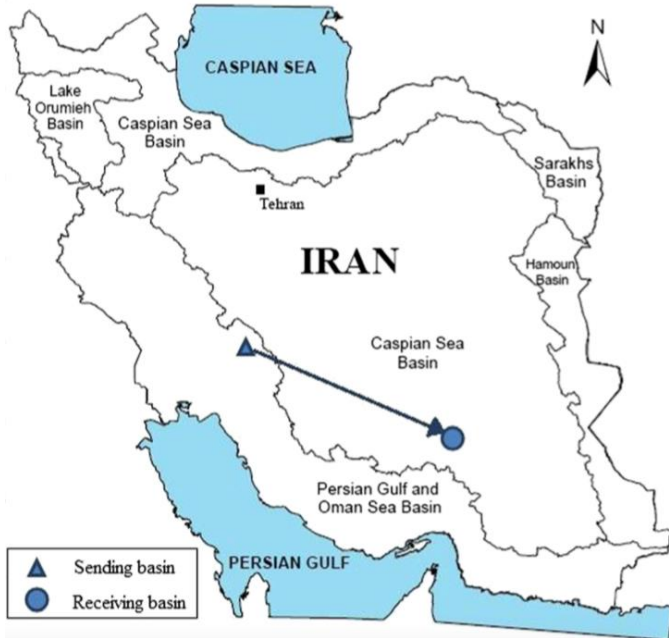 N
CASPIAN SEA
Lake
Orumieh
Basin
Caspian Sea
Basin
Sarakhs
Basin
Tehran
IRAN
Hamoun
Basin
Caspian Sea
Basin
Persian Gulf and
Oman Sea Basin
PERSIAN GULF
Sending basin
Receiving basin